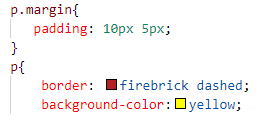 p.margin{
padding: 10px 5px;
}
p{
border: firebrick dashed;
background-color: yellow;